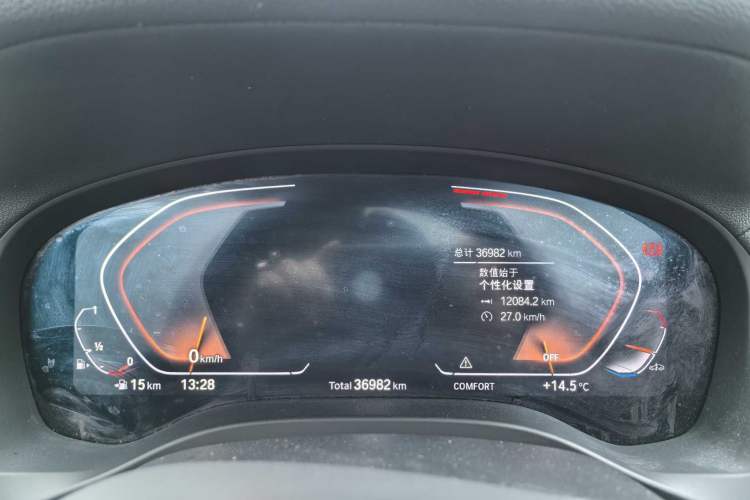 总计 36982 km
数值始于
个性化设置
12084.2 km
27.0 km/h
1
½
0
0 km/h
OFF
15 km
13:28
Total 36982 km
COMFORT
+14.5 °C